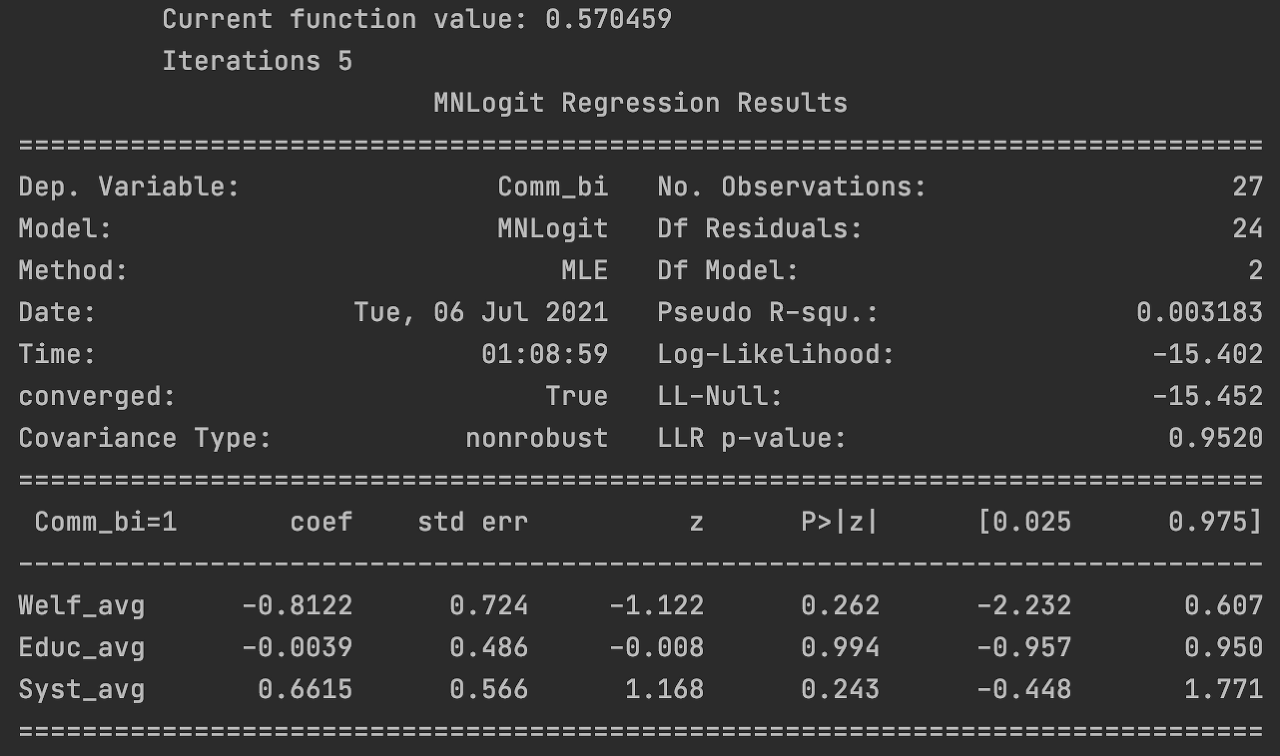 Current function value: 0.570459
Iterations 5
MNLogit Regression Results
==============================================================================
Dep. Variable:                Comm_bi   No. Observations:                   27
Model:                        MNLogit   Df Residuals:                       24
Method:                           MLE   Df Model:                            2
Date:                Tue, 06 Jul 2021   Pseudo R-squ.:                0.003183
Time:                        01:08:59   Log-Likelihood:                -15.402
converged:                       True   LL-Null:                       -15.452
Covariance Type:            nonrobust   LLR p-value:                    0.9520
==============================================================================
 Comm_bi=1       coef    std err          z      P>|z|      [0.025      0.975]
------------------------------------------------------------------------------
Welf_avg      -0.8122      0.724     -1.122      0.262      -2.232       0.607
Educ_avg      -0.0039      0.486     -0.008      0.994      -0.957       0.950
Syst_avg       0.6615      0.566      1.168      0.243      -0.448       1.771
==============================================================================